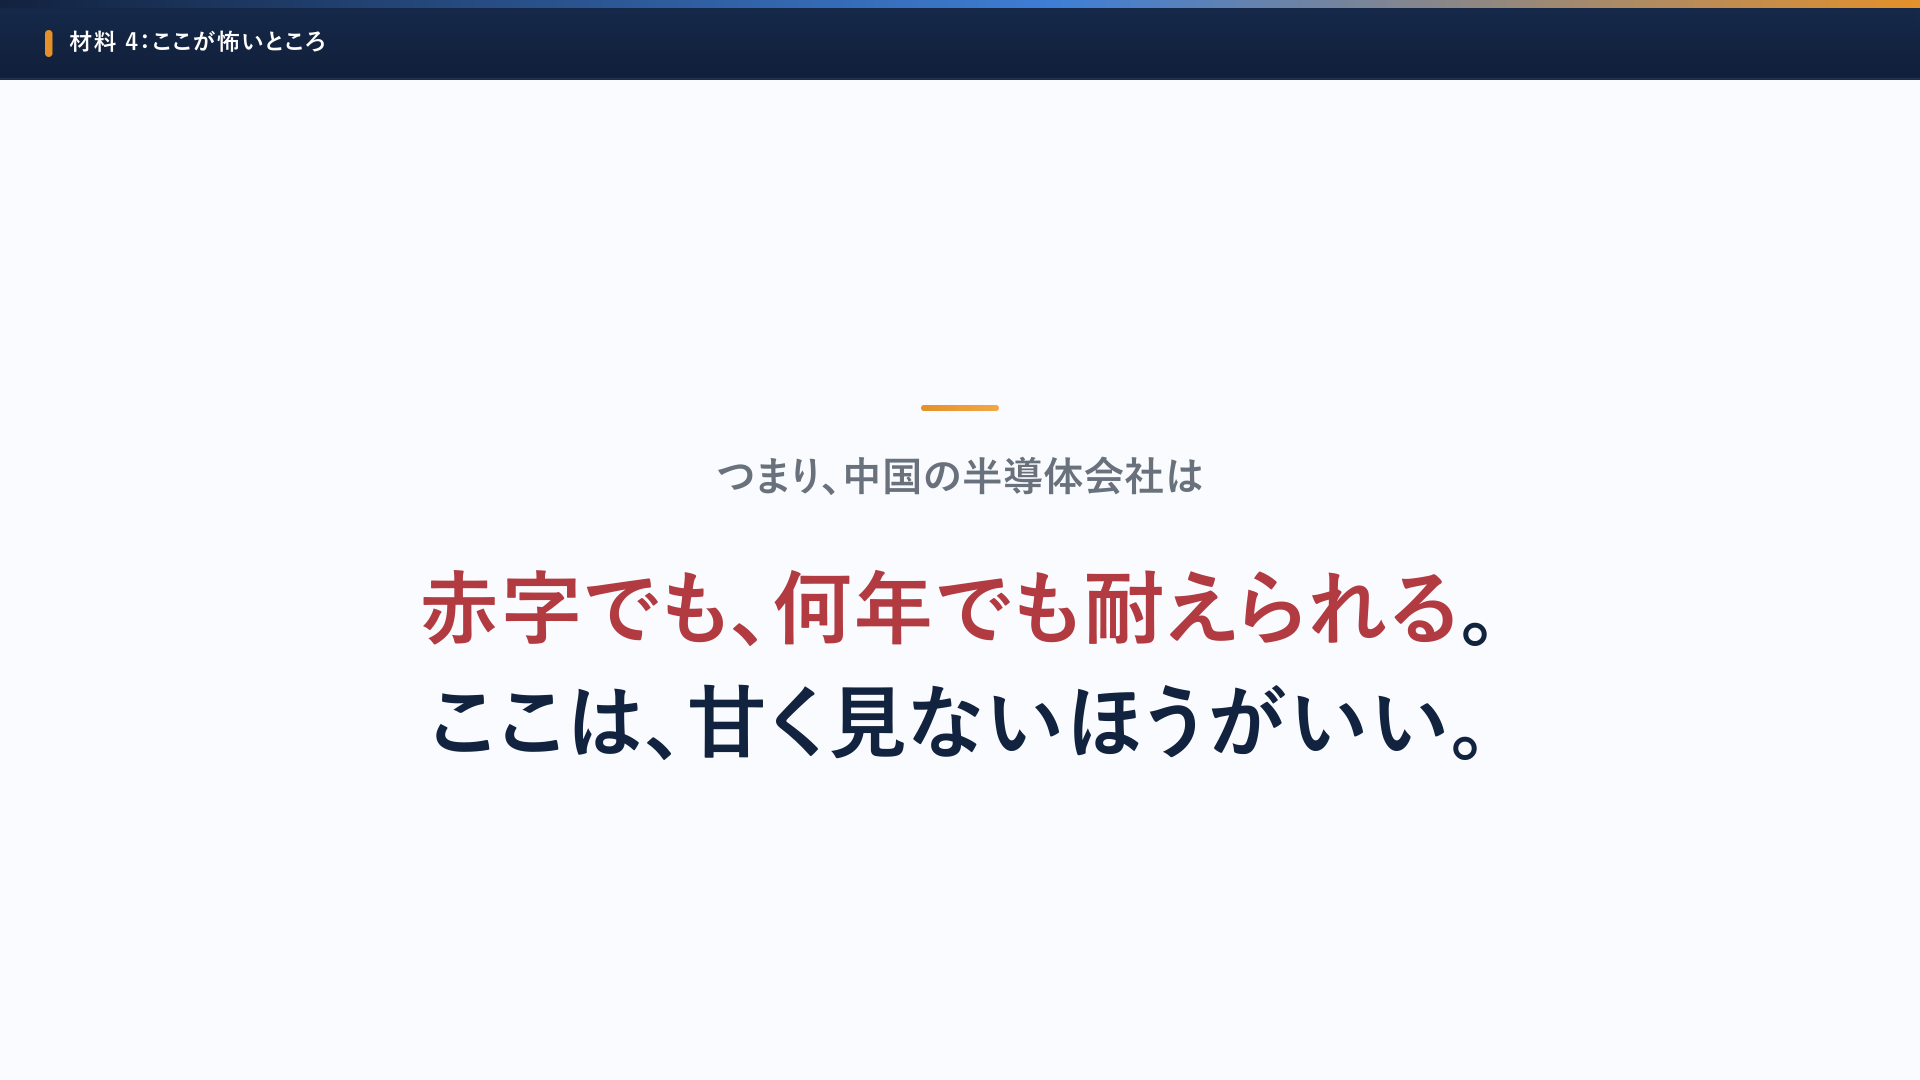 材料 4：ここが怖いところ
つまり、中国の半導体会社は
赤字でも、何年でも耐えられる。
ここは、甘く見ないほうがいい。